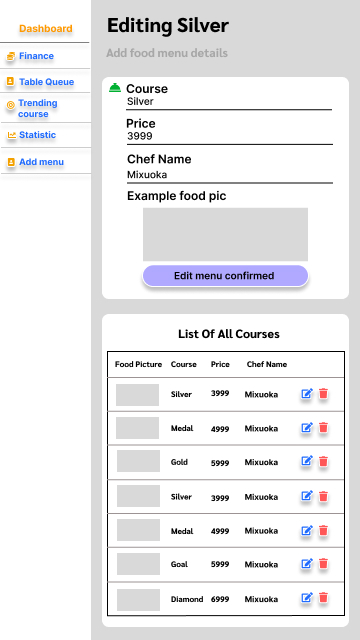 Dashboard
Finance
Table Queue
Trending
course
Statistic
Add menu
Editing Silver
Add food menu details
Course
Silver
Price
3999
Chef Name
Mixuoka
Example food pic
Edit menu confirmed
List Of All Courses
Food Picture Course Price Chef Name
Silver 3999 Mixuoka
Medal 4999 Mixuoka
Gold 5999 Mixuoka
Silver 3999 Mixuoka
Medal 4999 Mixuoka
Goal 5999 Mixuoka
Diamond 6999 Mixuoka